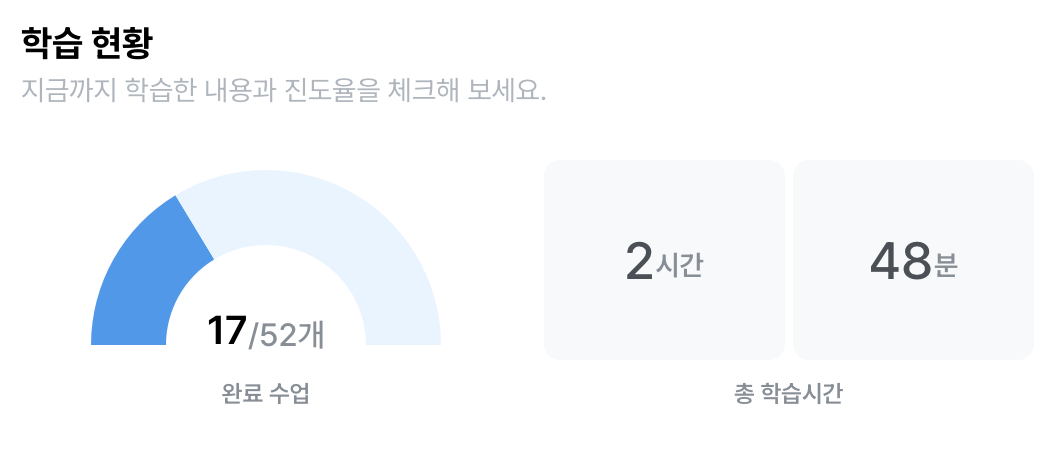 학습 현황
지금까지 학습한 내용과 진도율을 체크해 보세요.
17/52개
완료 수업
2시간
48분
총 학습시간